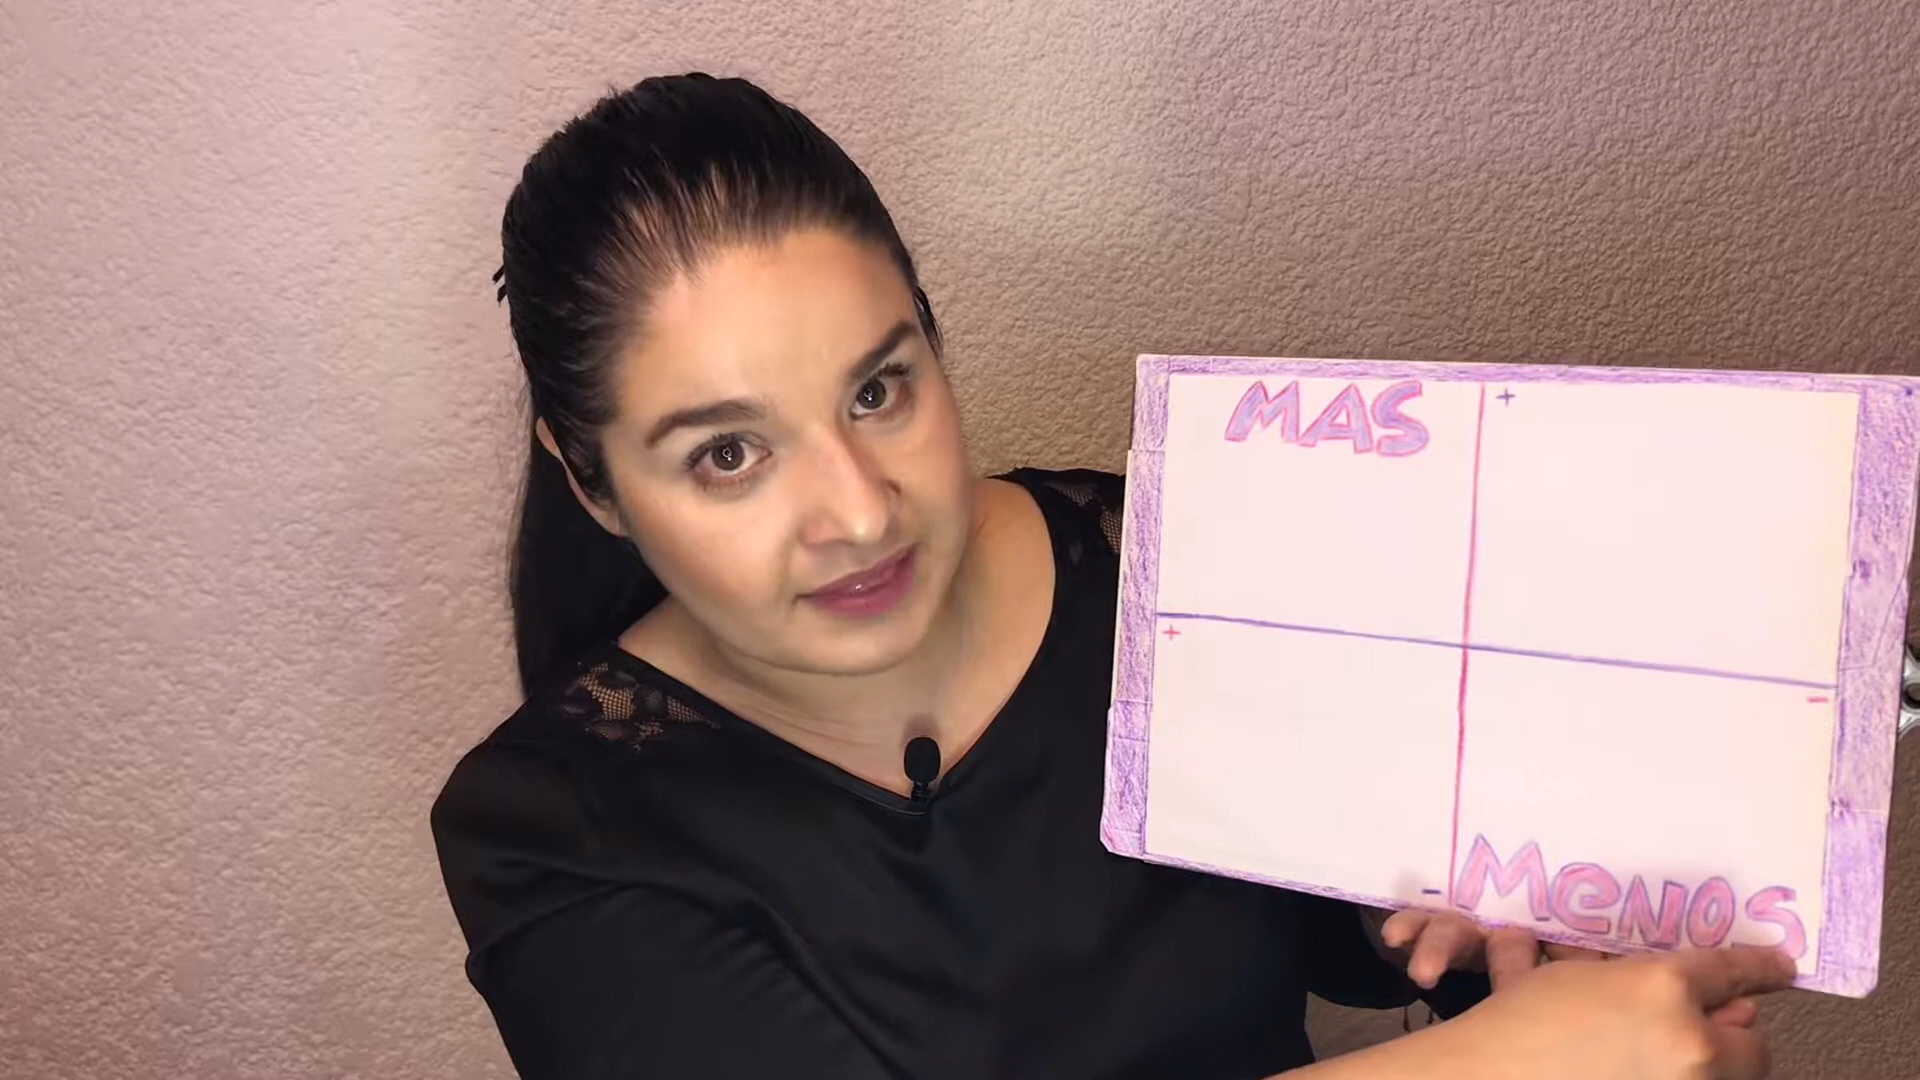 MAS +
+ -
- MeNOS